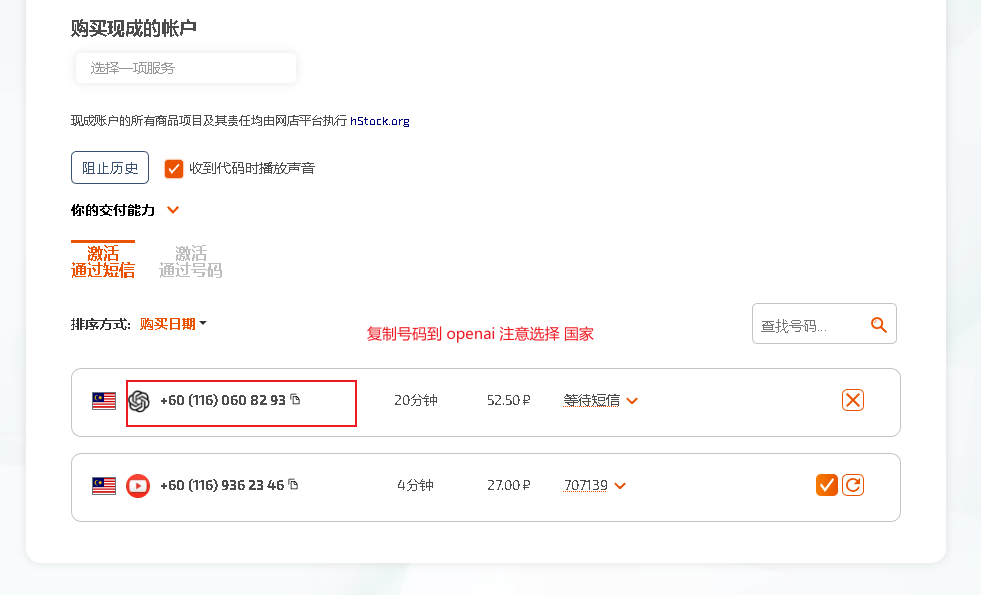 购买现成的帐户
选择一项服务
现成账户的所有商品项目及其责任均由网店平台执行 hStock.org
阻止历史 收到代码时播放声音
你的交付能力
激活 激活
通过短信 通过号码
排序方式: 购买日期 复制号码到 openai 注意选择 国家 查找号码...
+60 (116) 060 82 93 20分钟 52.50 ₽ 等待短信
+60 (116) 936 23 46 4分钟 27.00 ₽ 707139